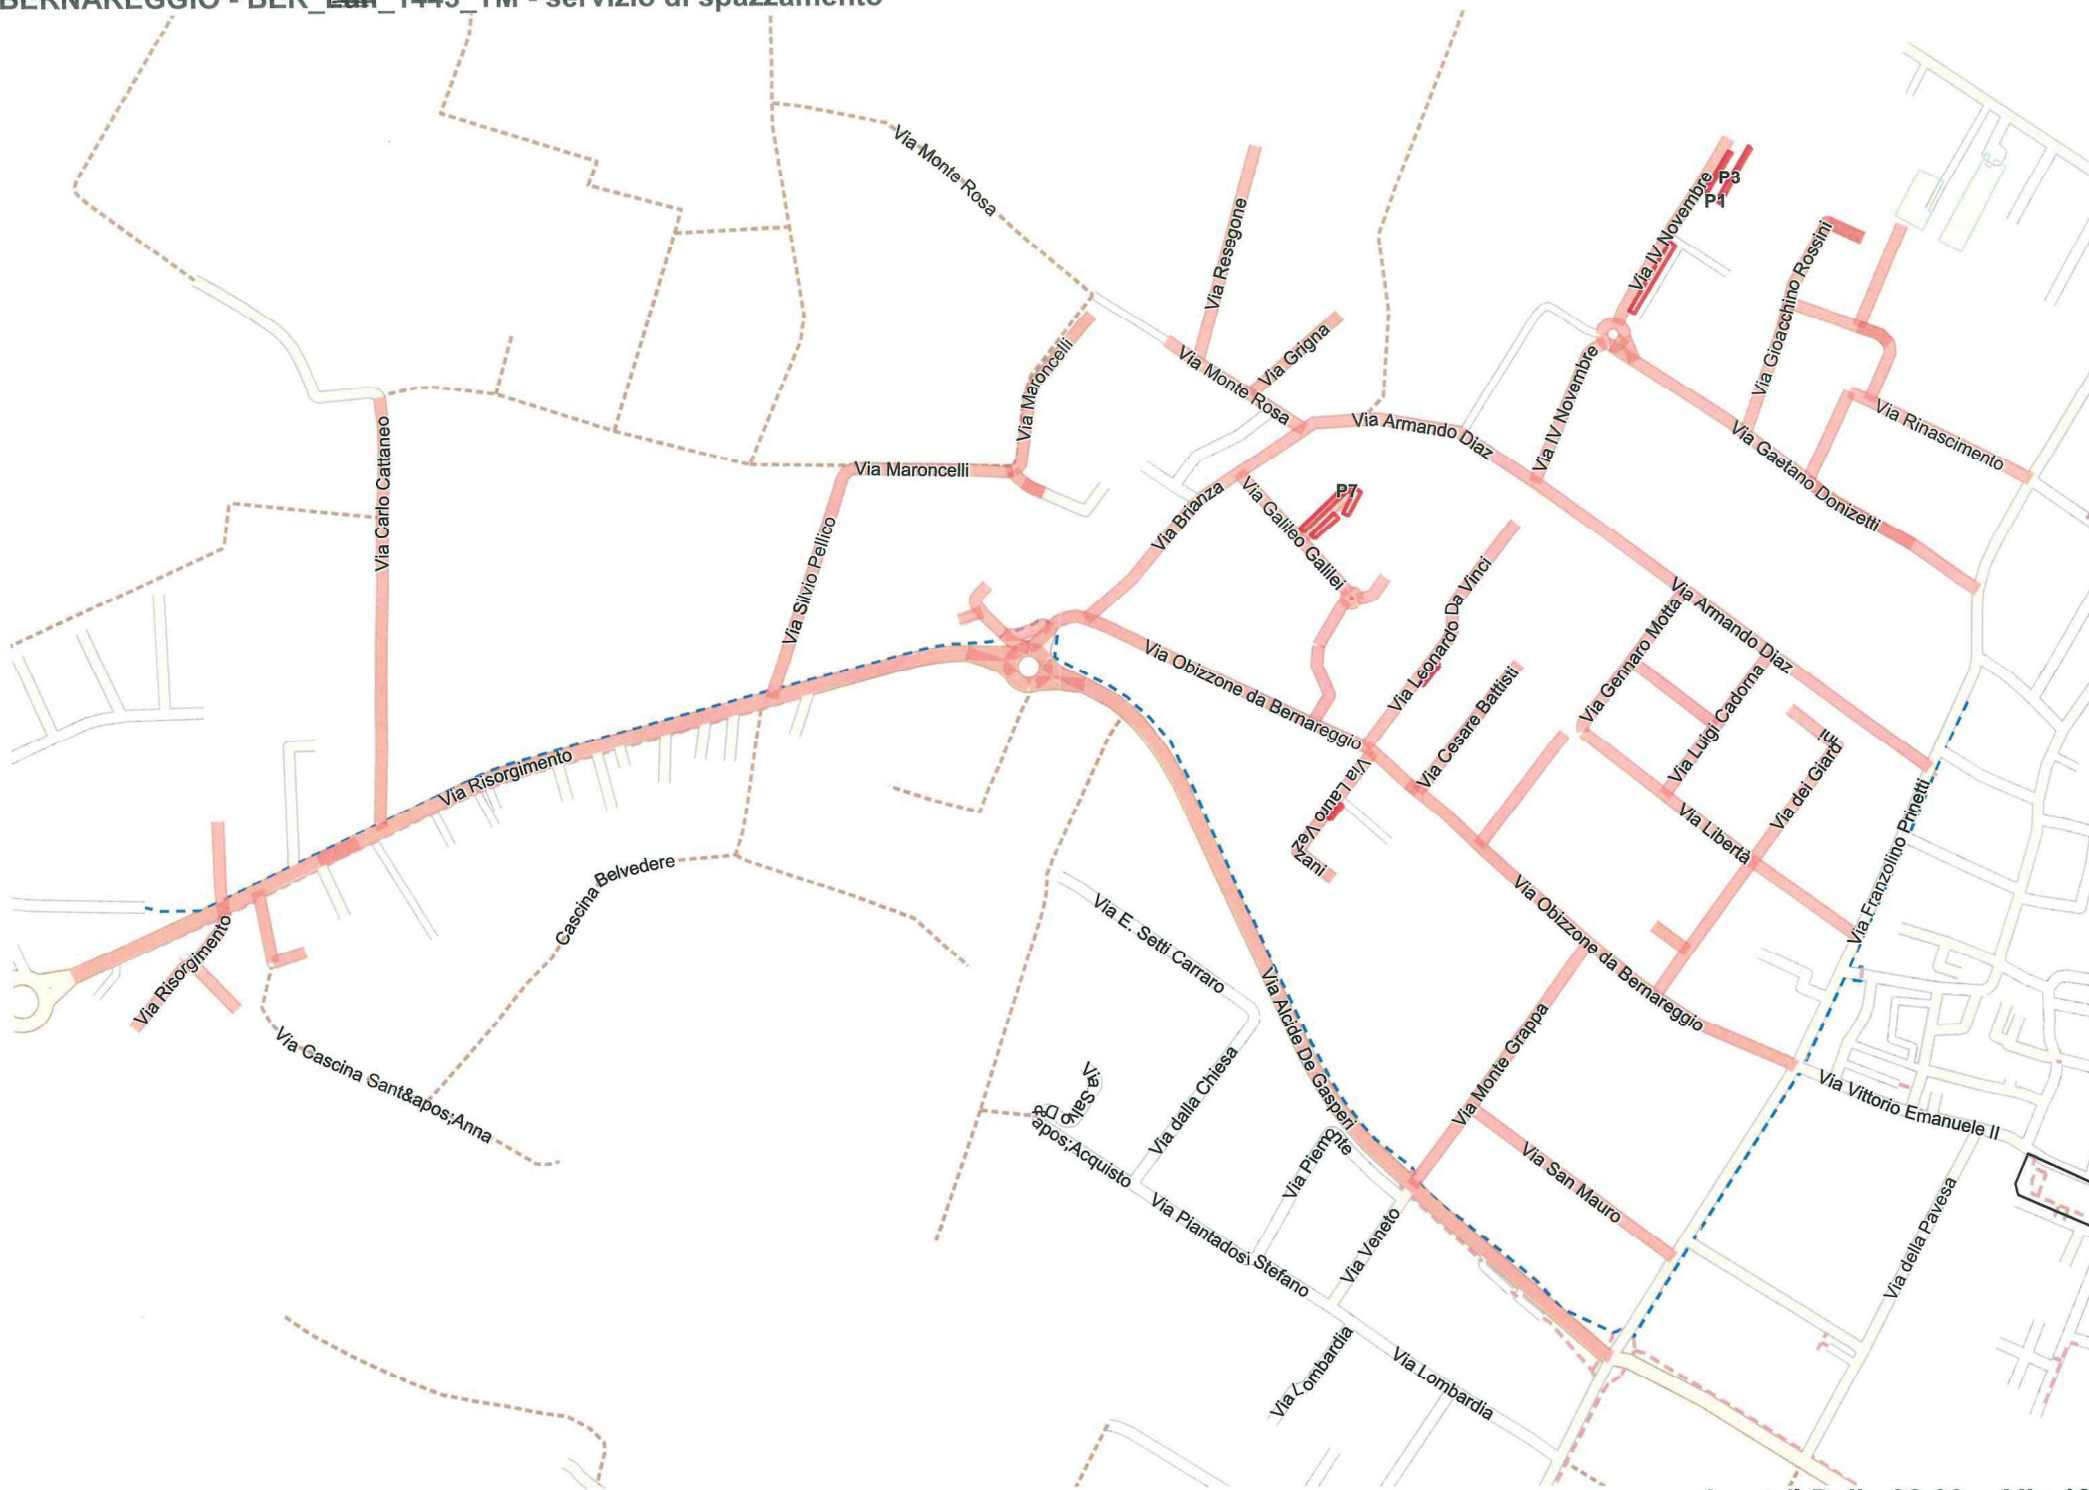 BERNAREGGIO - BER_ _1443_1M - servizio di spazzamento
Via Monte Rosa
Via Resegone
Via IV Novembre
P3
P1
Via Gioacchino Rossini
Via Maroncelli
Via Monte Rosa
Via Grigna
Via Armando Diaz
Via IV Novembre
Via Rinascimento
Via Gaetano Donizetti
Via Carlo Cattaneo
Via Maroncelli
Via Silvio Pellico
Via Brianza
Via Galileo Galilei
P7
Via Leonardo Da Vinci
Via Armando Diaz
Via Gennaro Motta
Via Obizzone da Bernareggio
Via Cesare Battisti
Via Luigi Cadorna
Via dei Giardini
Via Risorgimento
Via Lauro Vezzani
Via Libertà
Via Franzolino Prinetti
Cascina Belvedere
Via Obizzone da Bernareggio
Via E. Setti Carraro
Via Risorgimento
Via Alcide De Gasperi
Via Cascina Sant&apos;Anna
Via Monte Grappa
Via Vittorio Emanuele II
Via Salvo D&apos;Acquisto
Via dalla Chiesa
Via Piemonte
Via San Mauro
Via Piantadosi Stefano
Via Veneto
Via della Pavesa
Via Lombardia
Via Lombardia